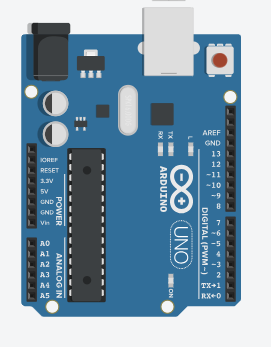 RX
TX
L
ARDUINO
UNO
ON
IOREF
RESET
3.3V
5V
GND
GND
Vin
POWER
A0
A1
A2
A3
A4
A5
ANALOG IN
AREF
GND
13
12
~11
~10
~9
8
7
~6
~5
4
~3
2
TX→1
RX←0
DIGITAL (PWM~)